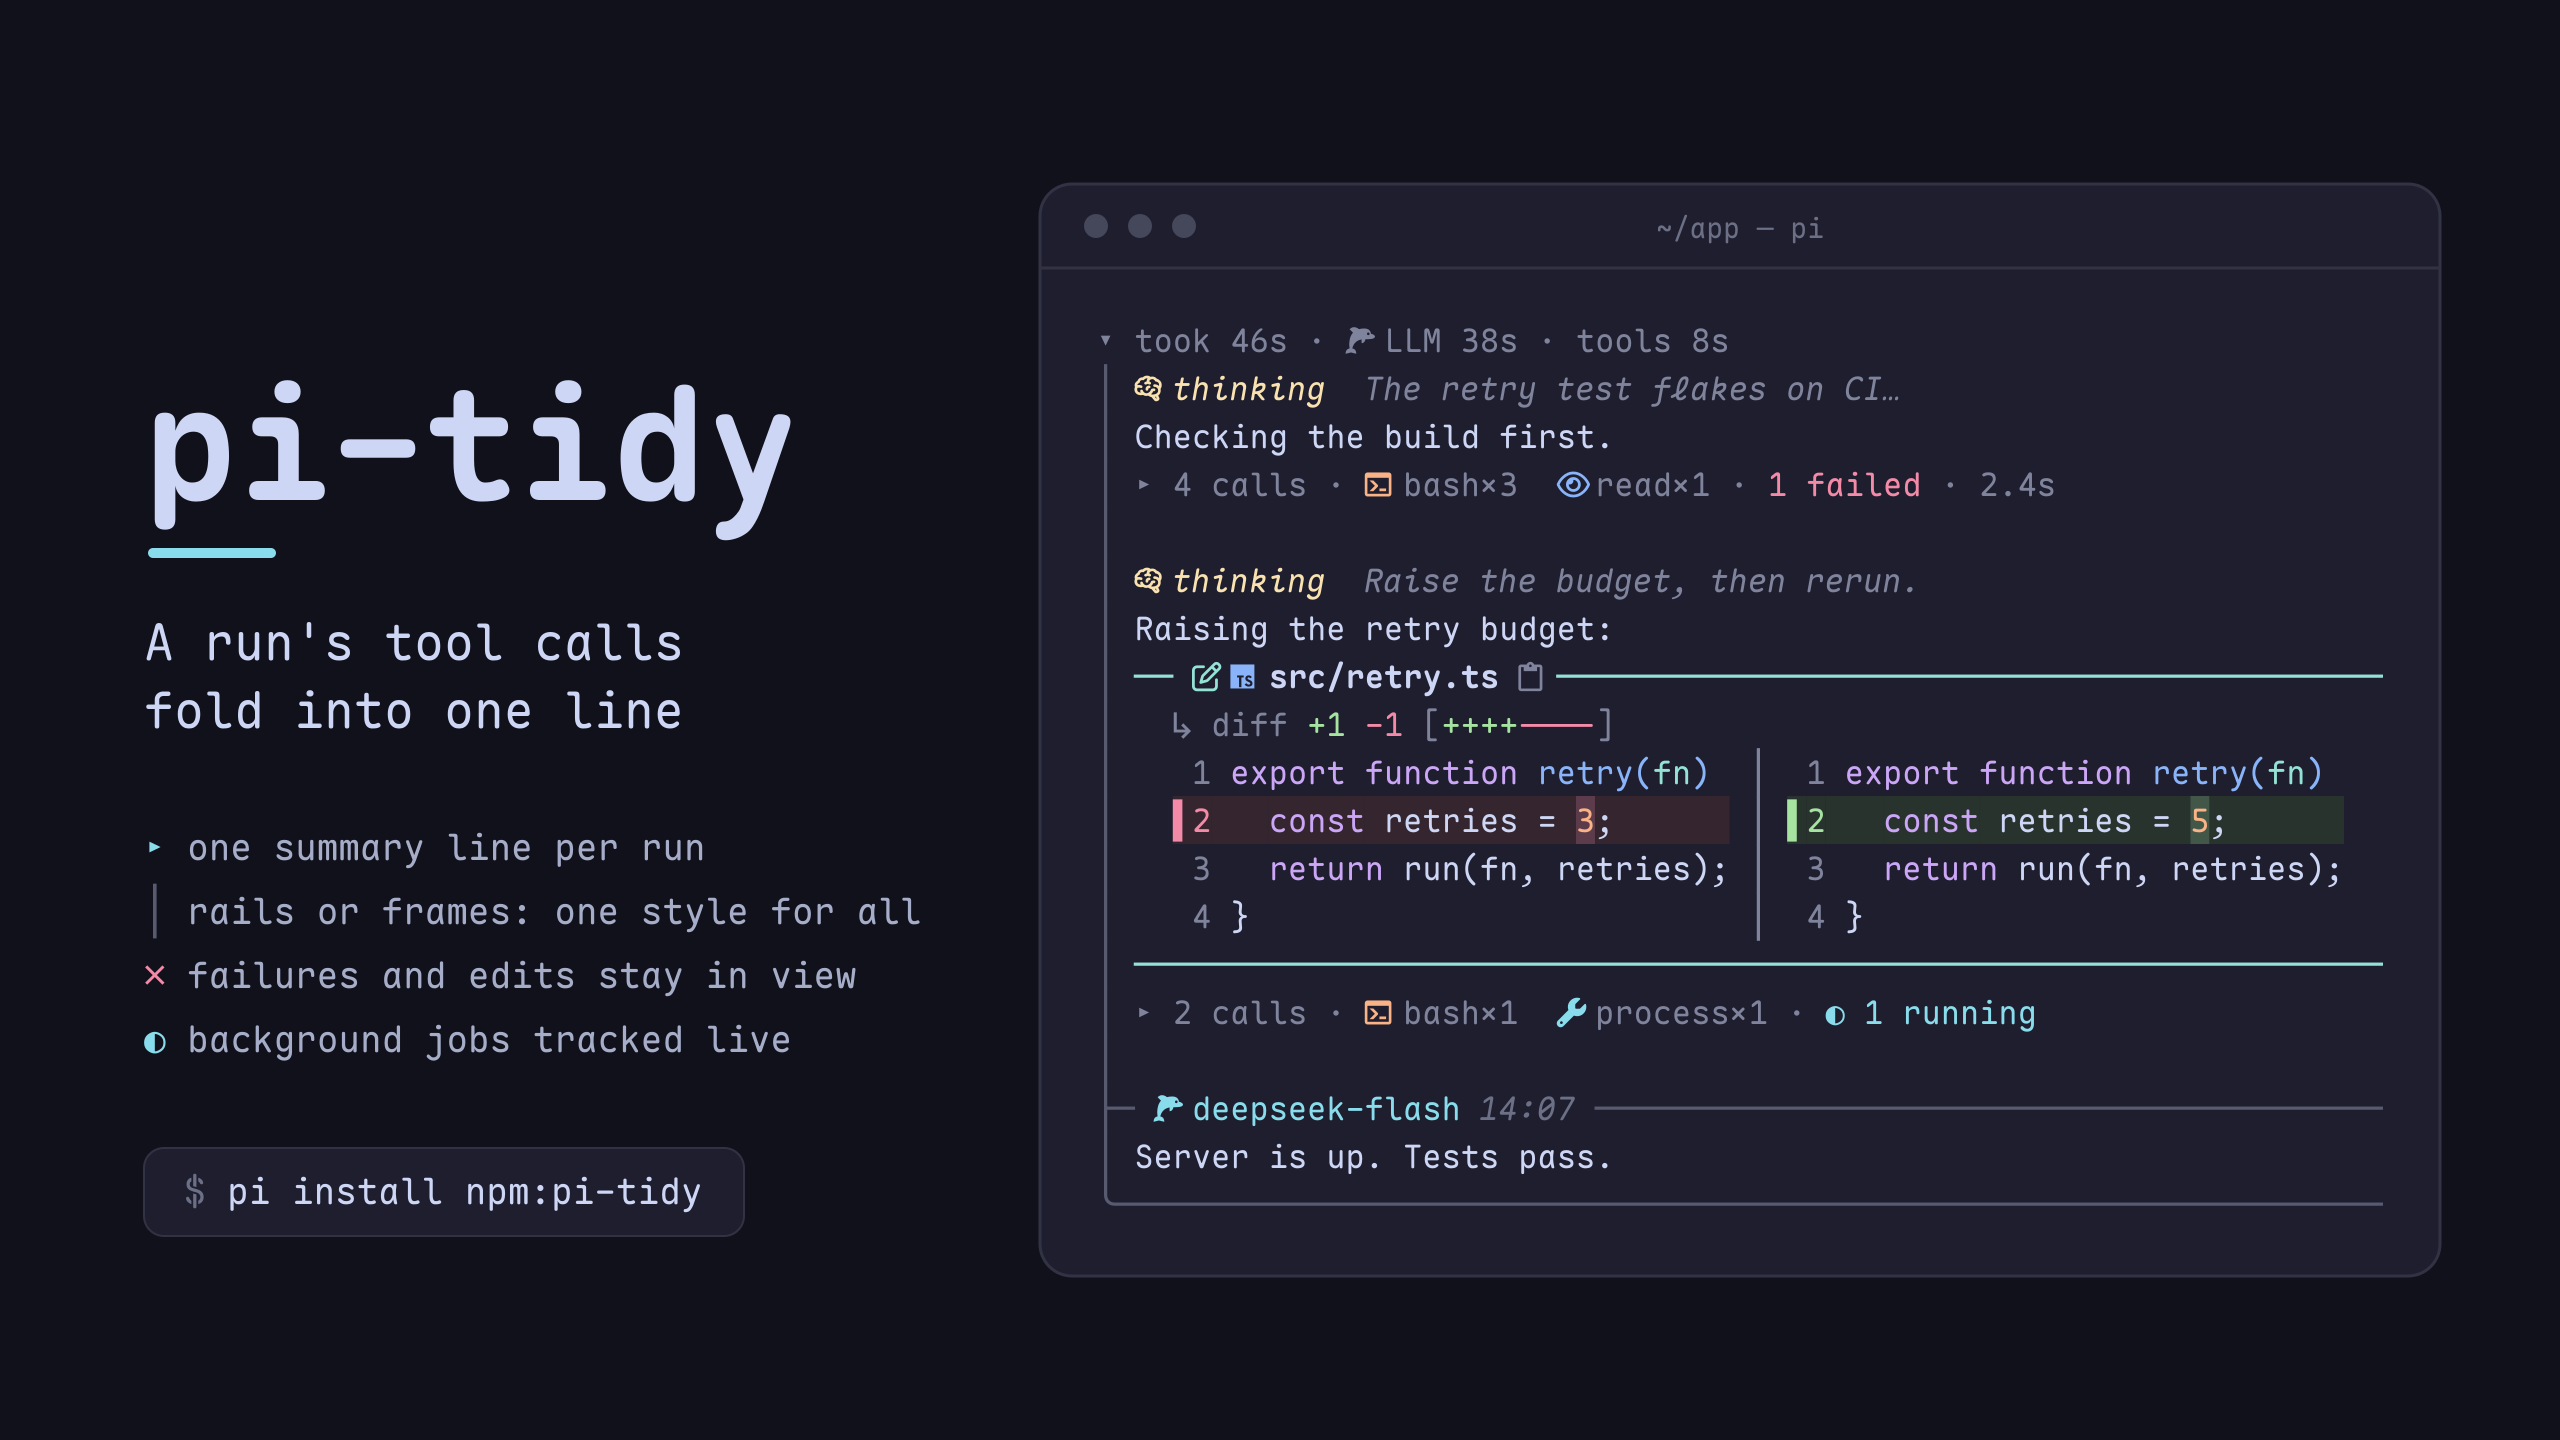 pi-tidy
A run's tool calls
fold into one line
▸ one summary line per run
│ rails or frames: one style for all
✕ failures and edits stay in view
◐ background jobs tracked live
$ pi install npm:pi-tidy
~/app — pi
▾ took 46s · LLM 38s · tools 8s
thinking The retry test flakes on CI…
Checking the build first.
▸ 4 calls · bash×3 read×1 · 1 failed · 2.4s
thinking Raise the budget, then rerun.
Raising the retry budget:
TS src/retry.ts
↳ diff +1 -1 [++++────]
1 export function retry(fn) │ 1 export function retry(fn)
2 const retries = 3; │ 2 const retries = 5;
3 return run(fn, retries); │ 3 return run(fn, retries);
4 } │ 4 }
▸ 2 calls · bash×1 process×1 · ◐ 1 running
deepseek-flash 14:07
Server is up. Tests pass.